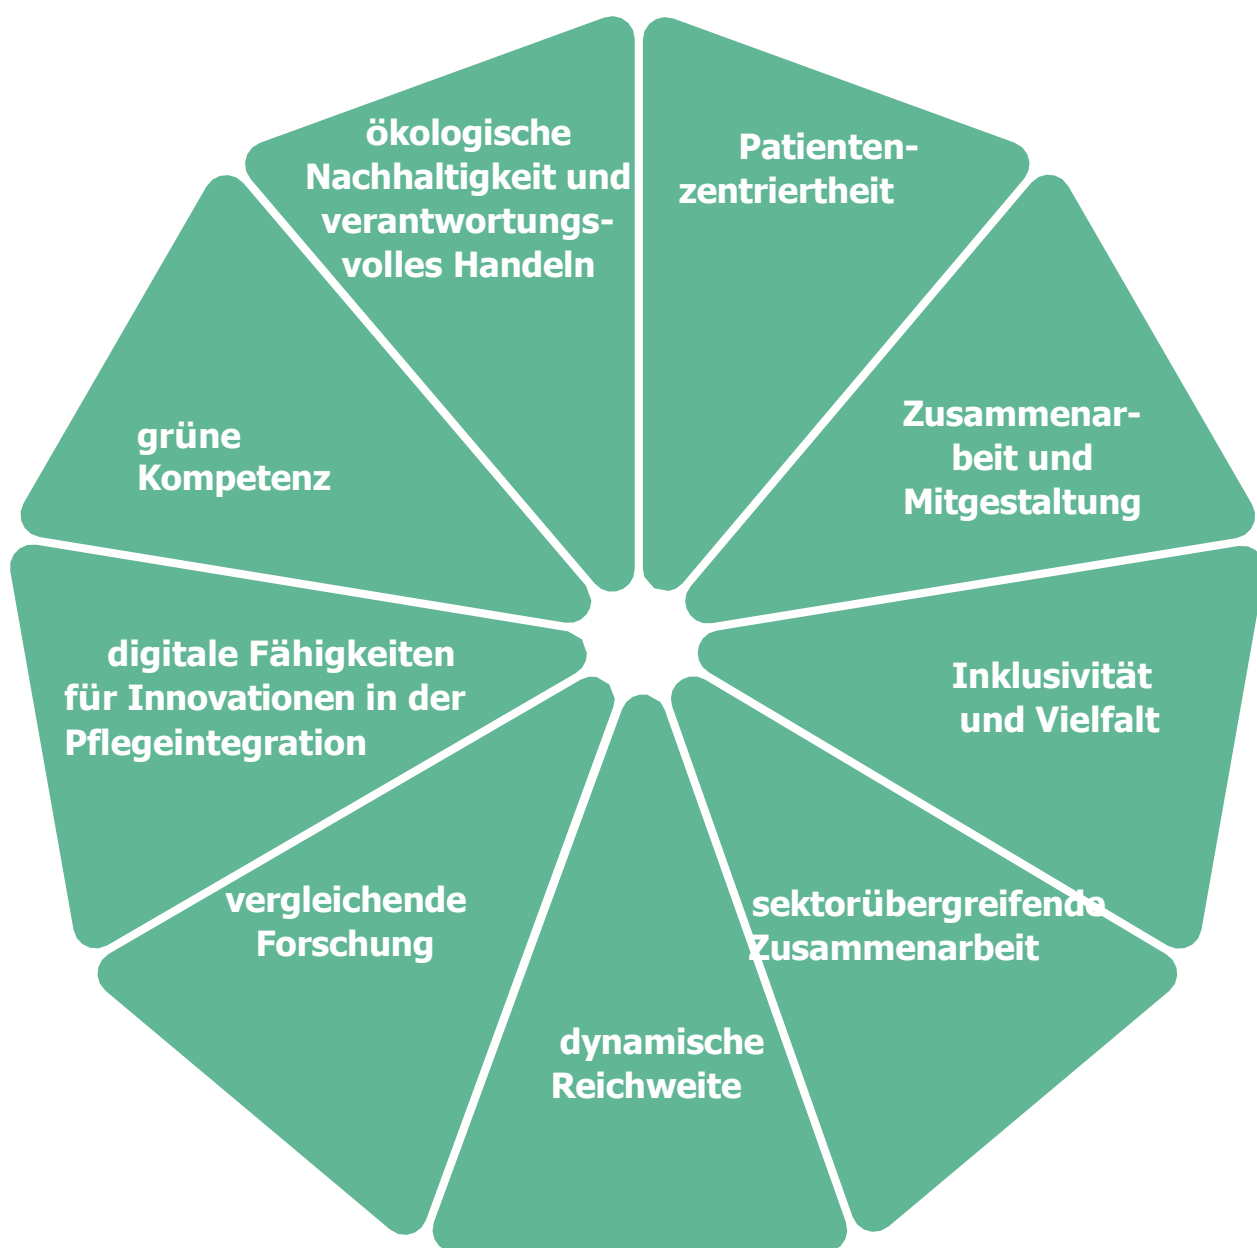 ökologische
Nachhaltigkeit und
verantwortungs-
volles Handeln
Patienten-
zentriertheit
Zusammenar-
beit und
Mitgestaltung
grüne
Kompetenz
digitale Fähigkeiten
für Innovationen in der
Pflegeintegration
Inklusivität
und Vielfalt
vergleichende
Forschung
sektorübergreifende
Zusammenarbeit
dynamische
Reichweite